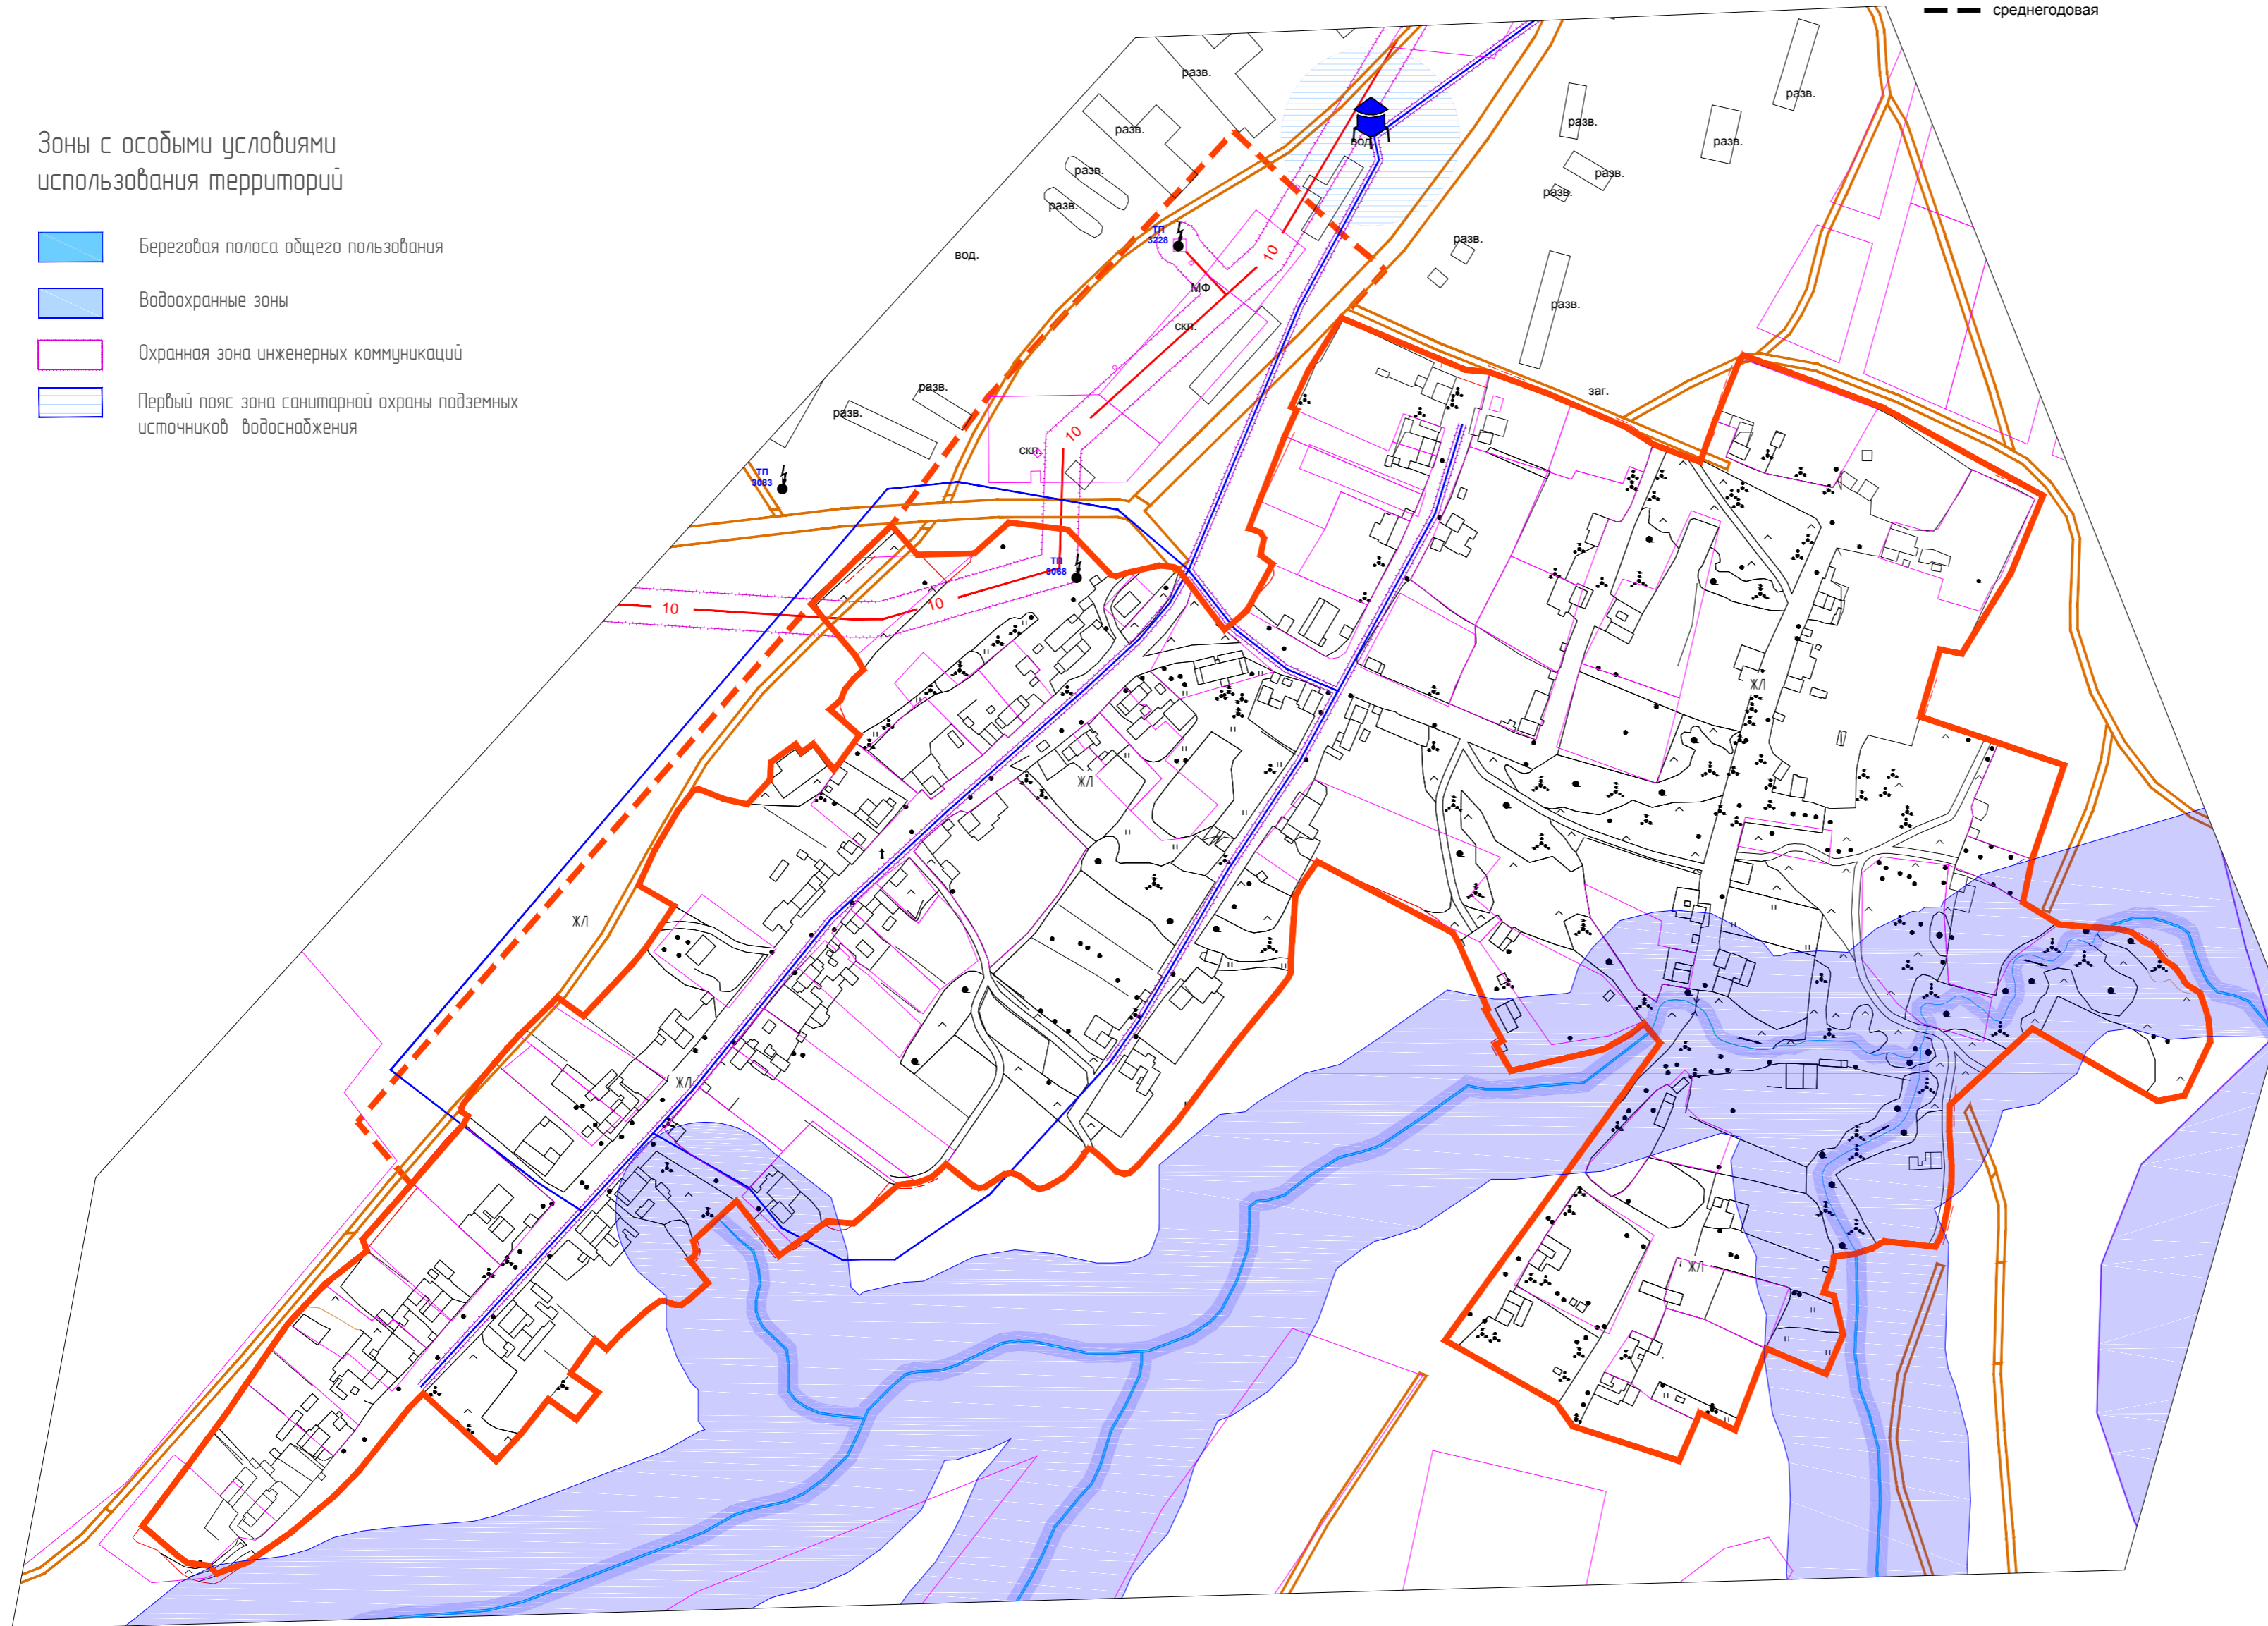 среднегодовая
Зоны с особыми условиями
использования территорий
Береговая полоса общего пользования
Водоохранные зоны
Охранная зона инженерных коммуникаций
Первый пояс зона санитарной охраны подземных
источников водоснабжения
разв.
разв.
разв.
разв.
разв.
разв.
разв.
разв.
разв.
разв.
разв.
разв.
разв.
разв.
вод.
вод.
ТП
3228
10
МФ
скл.
заг.
10
скл.
ТП
3083
ТП
3068
10
10
ЖЛ
ЖЛ
ЖЛ
ЖЛ
ЖЛ